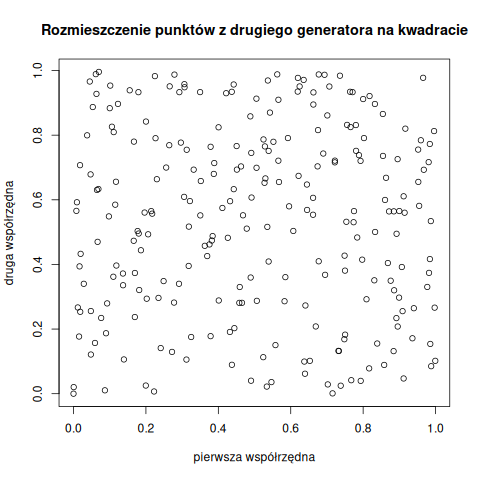 Rozmieszczenie punktów z drugiego generatora na kwadracie
druga współrzędna
1.0
0.8
0.6
0.4
0.2
0.0
0.0 0.2 0.4 0.6 0.8 1.0
pierwsza współrzędna